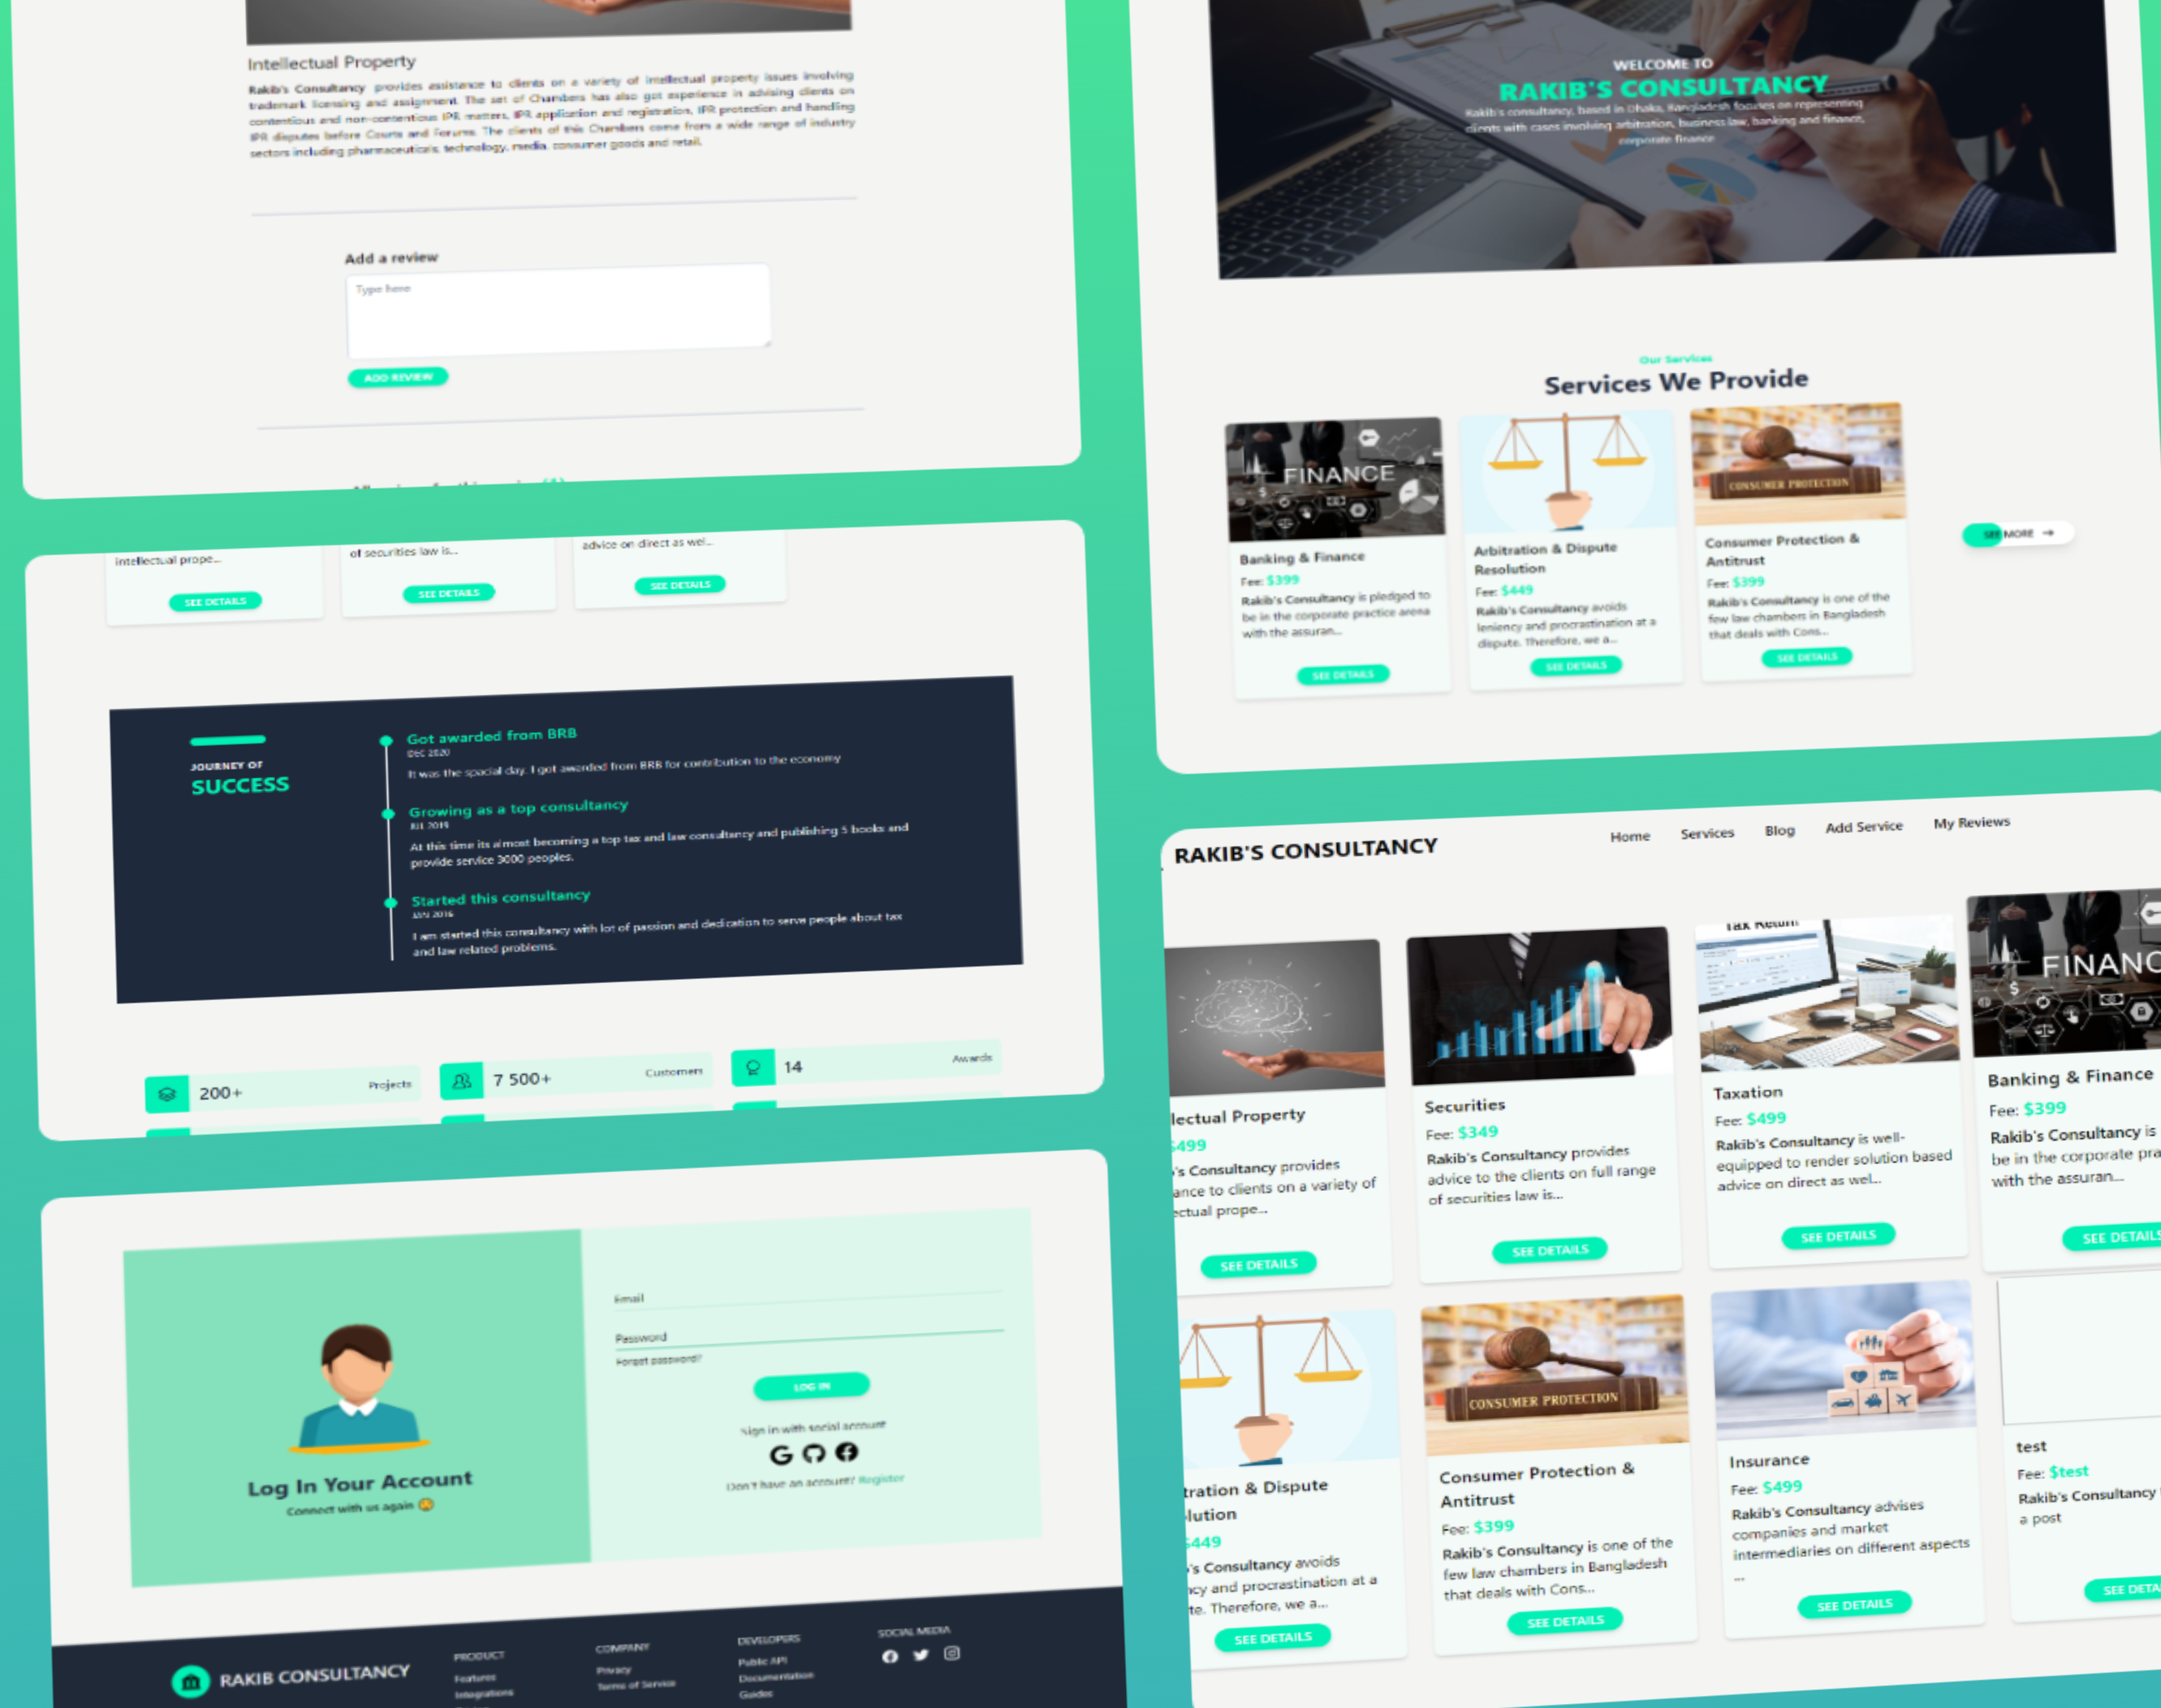 Intellectual Property
Rakib's Consultancy provides assistance to clients on a variety of intellectual property issues involving
trademark licensing and assignment. The set of Chambers has also got experience in advising clients on
contentious and non-contentious IPR matters, IPR application and registration, IPR protection and handling
IPR disputes before Courts and Forums. The clients of this Chambers come from a wide range of industry
sectors including pharmaceuticals, technology, media, consumer goods and retail.
Add a review
Type here
ADD REVIEW
intellectual prope...
SEE DETAILS
of securities law is...
SEE DETAILS
advice on direct as wel...
SEE DETAILS
JOURNEY OF
SUCCESS
Got awarded from BRB
DEC 2020
It was the spacial day. I got awarded from BRB for contribution to the economy
Growing as a top consultancy
JUL 2019
At this time its almost becoming a top tax and law consultancy and publishing 5 books and
provide service 3000 peoples.
Started this consultancy
JAN 2016
I am started this consultancy with lot of passion and dedication to serve people about tax
and law related problems.
200+ Projects
7 500+ Customers
14 Awards
Log In Your Account
Connect with us again
Email
Password
Forget password?
LOG IN
Sign in with social account
Don't have an account? Register
RAKIB CONSULTANCY
PRODUCT
Features
Integrations
COMPANY
Privacy
Terms of Service
DEVELOPERS
Public API
Documentation
Guides
SOCIAL MEDIA
WELCOME TO
RAKIB'S CONSULTANCY
Rakib's consultancy, based in Dhaka, Bangladesh focuses on representing
clients with cases involving arbitration, business law, banking and finance,
corporate finance
Our Services
Services We Provide
FINANCE
$
Banking & Finance
Fee: $399
Rakib's Consultancy is pledged to
be in the corporate practice arena
with the assuran...
SEE DETAILS
Arbitration & Dispute
Resolution
Fee: $449
Rakib's Consultancy avoids
leniency and procrastination at a
dispute. Therefore, we a...
SEE DETAILS
CONSUMER PROTECTION
Consumer Protection &
Antitrust
Fee: $399
Rakib's Consultancy is one of the
few law chambers in Bangladesh
that deals with Cons...
SEE DETAILS
SEE MORE →
RAKIB'S CONSULTANCY
Home Services Blog Add Service My Reviews
lectual Property
$499
's Consultancy provides
ance to clients on a variety of
ectual prope...
SEE DETAILS
Securities
Fee: $349
Rakib's Consultancy provides
advice to the clients on full range
of securities law is...
SEE DETAILS
Tax Return
Taxation
Fee: $499
Rakib's Consultancy is well-
equipped to render solution based
advice on direct as wel...
SEE DETAILS
FINANC
$
Banking & Finance
Fee: $399
Rakib's Consultancy is
be in the corporate pra
with the assuran...
SEE DETAILS
tration & Dispute
lution
$449
's Consultancy avoids
ncy and procrastination at a
te. Therefore, we a...
SEE DETAILS
CONSUMER PROTECTION
Consumer Protection &
Antitrust
Fee: $399
Rakib's Consultancy is one of the
few law chambers in Bangladesh
that deals with Cons...
SEE DETAILS
Insurance
Fee: $499
Rakib's Consultancy advises
companies and market
intermediaries on different aspects
...
SEE DETAILS
test
Fee: $test
Rakib's Consultancy
a post
SEE DETA